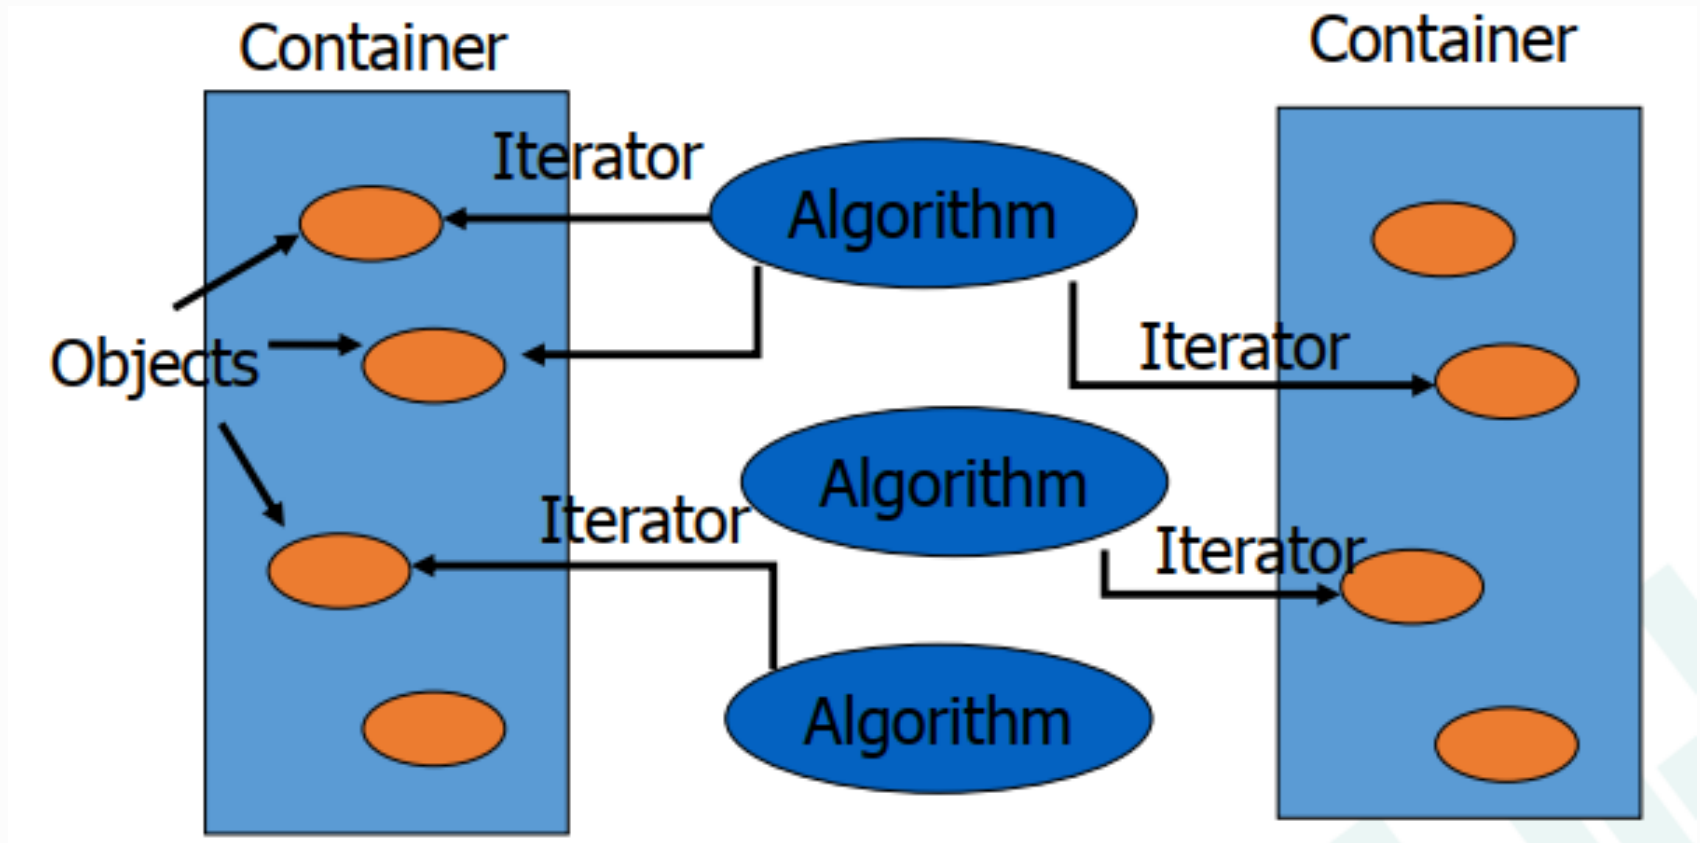 Container
Container
Iterator
Algorithm
Iterator
Objects
Algorithm
Iterator
Iterator
Algorithm